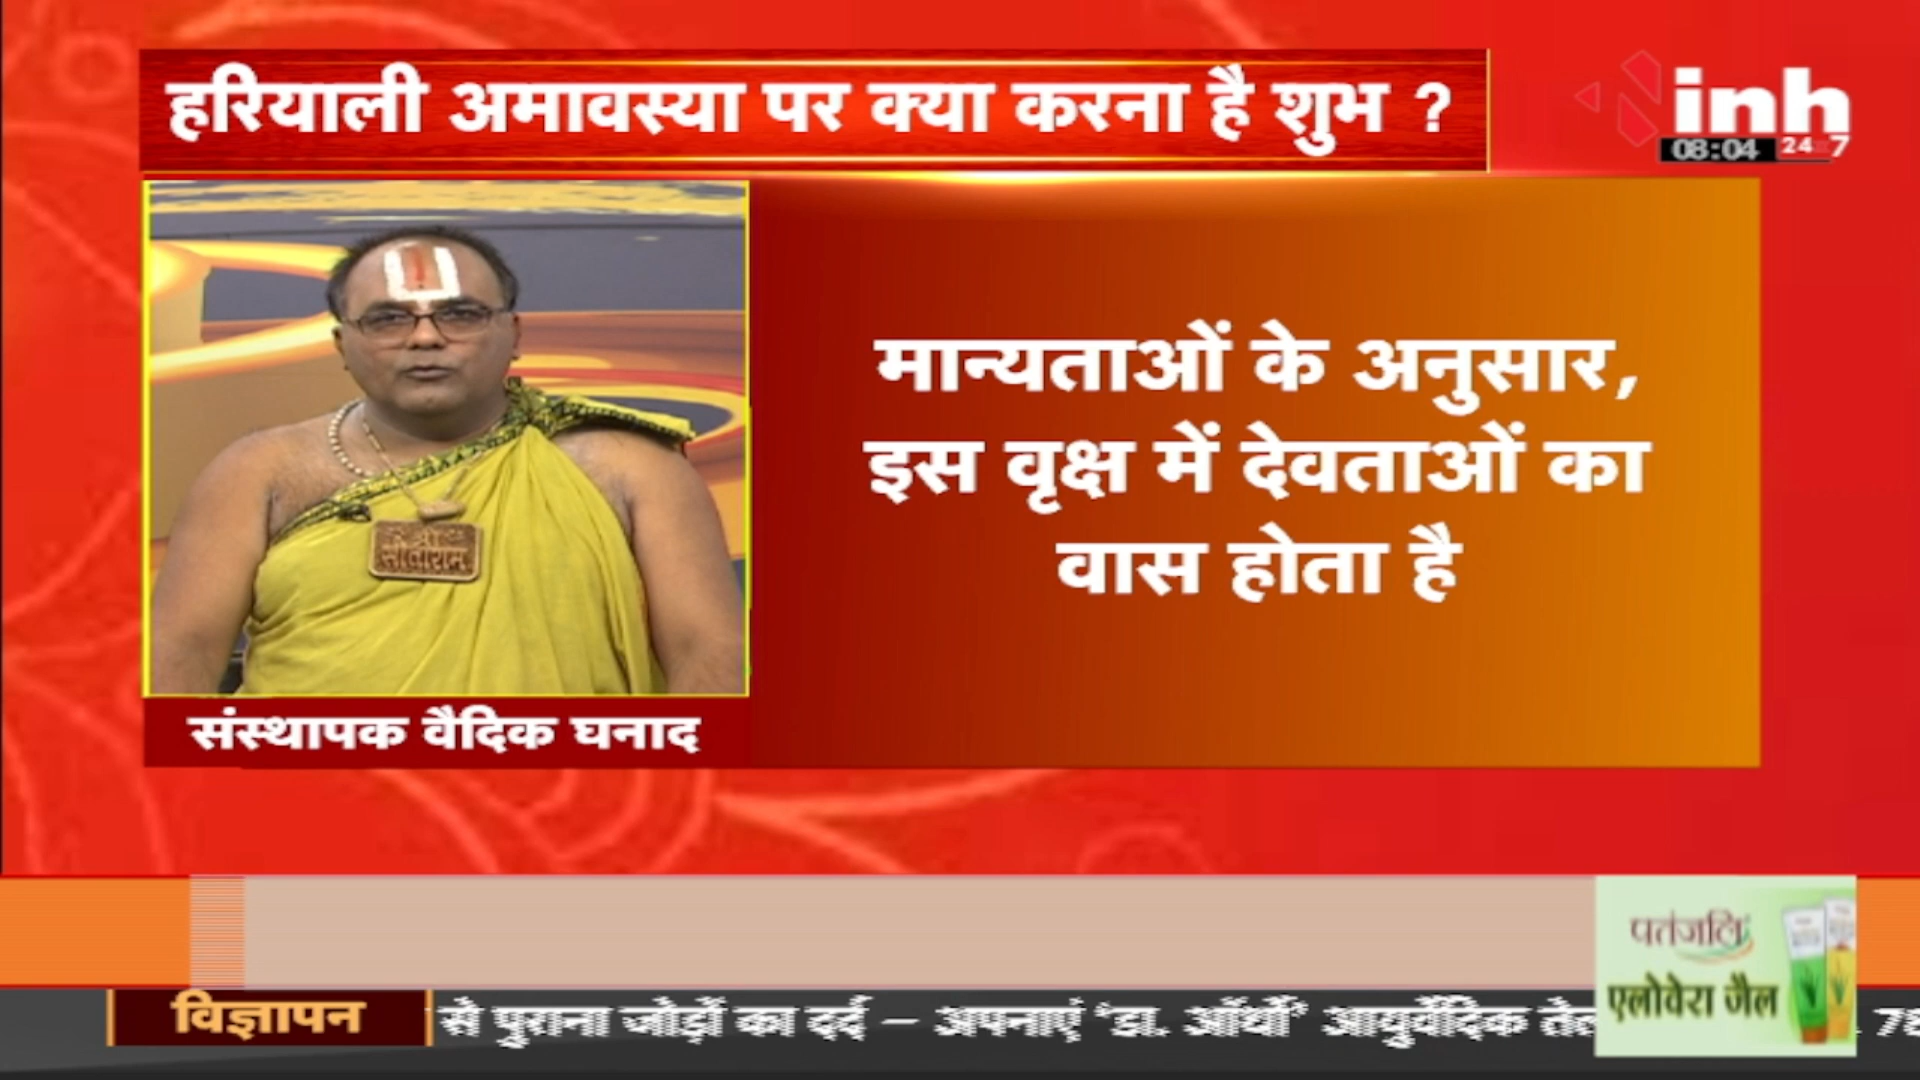 हरियाली अमावस्या पर क्या करना है शुभ ?
inh
08:04 24 7
मान्यताओं के अनुसार,
इस वृक्ष में देवताओं का
वास होता है
श्री
सीताराम
संस्थापक वैदिक घनाद
पतंजलि
एलोवेरा जैल
विज्ञापन
से पुराना जोड़ों का दर्द – अपनाएं 'डा. ऑर्थो' आयुर्वेदिक तेल
78